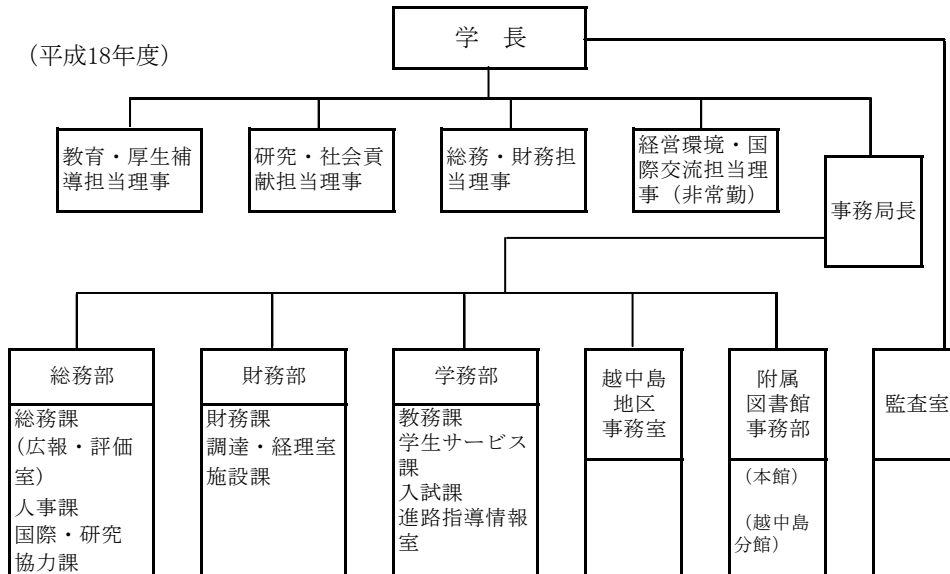 学　長
(平成18年度)
教育・厚生補
導担当理事
研究・社会貢
献担当理事
総務・財務担
当理事
経営環境・国
際交流担当理
事（非常勤）
事務局長
総務部
総務課
(広報・評価
室)
人事課
国際・研究
協力課
財務部
財務課
調達・経理室
施設課
学務部
教務課
学生サービス
課
入試課
進路指導情報
室
越中島
地区
事務室
附属
図書館
事務部
（本館）
（越中島
分館）
監査室